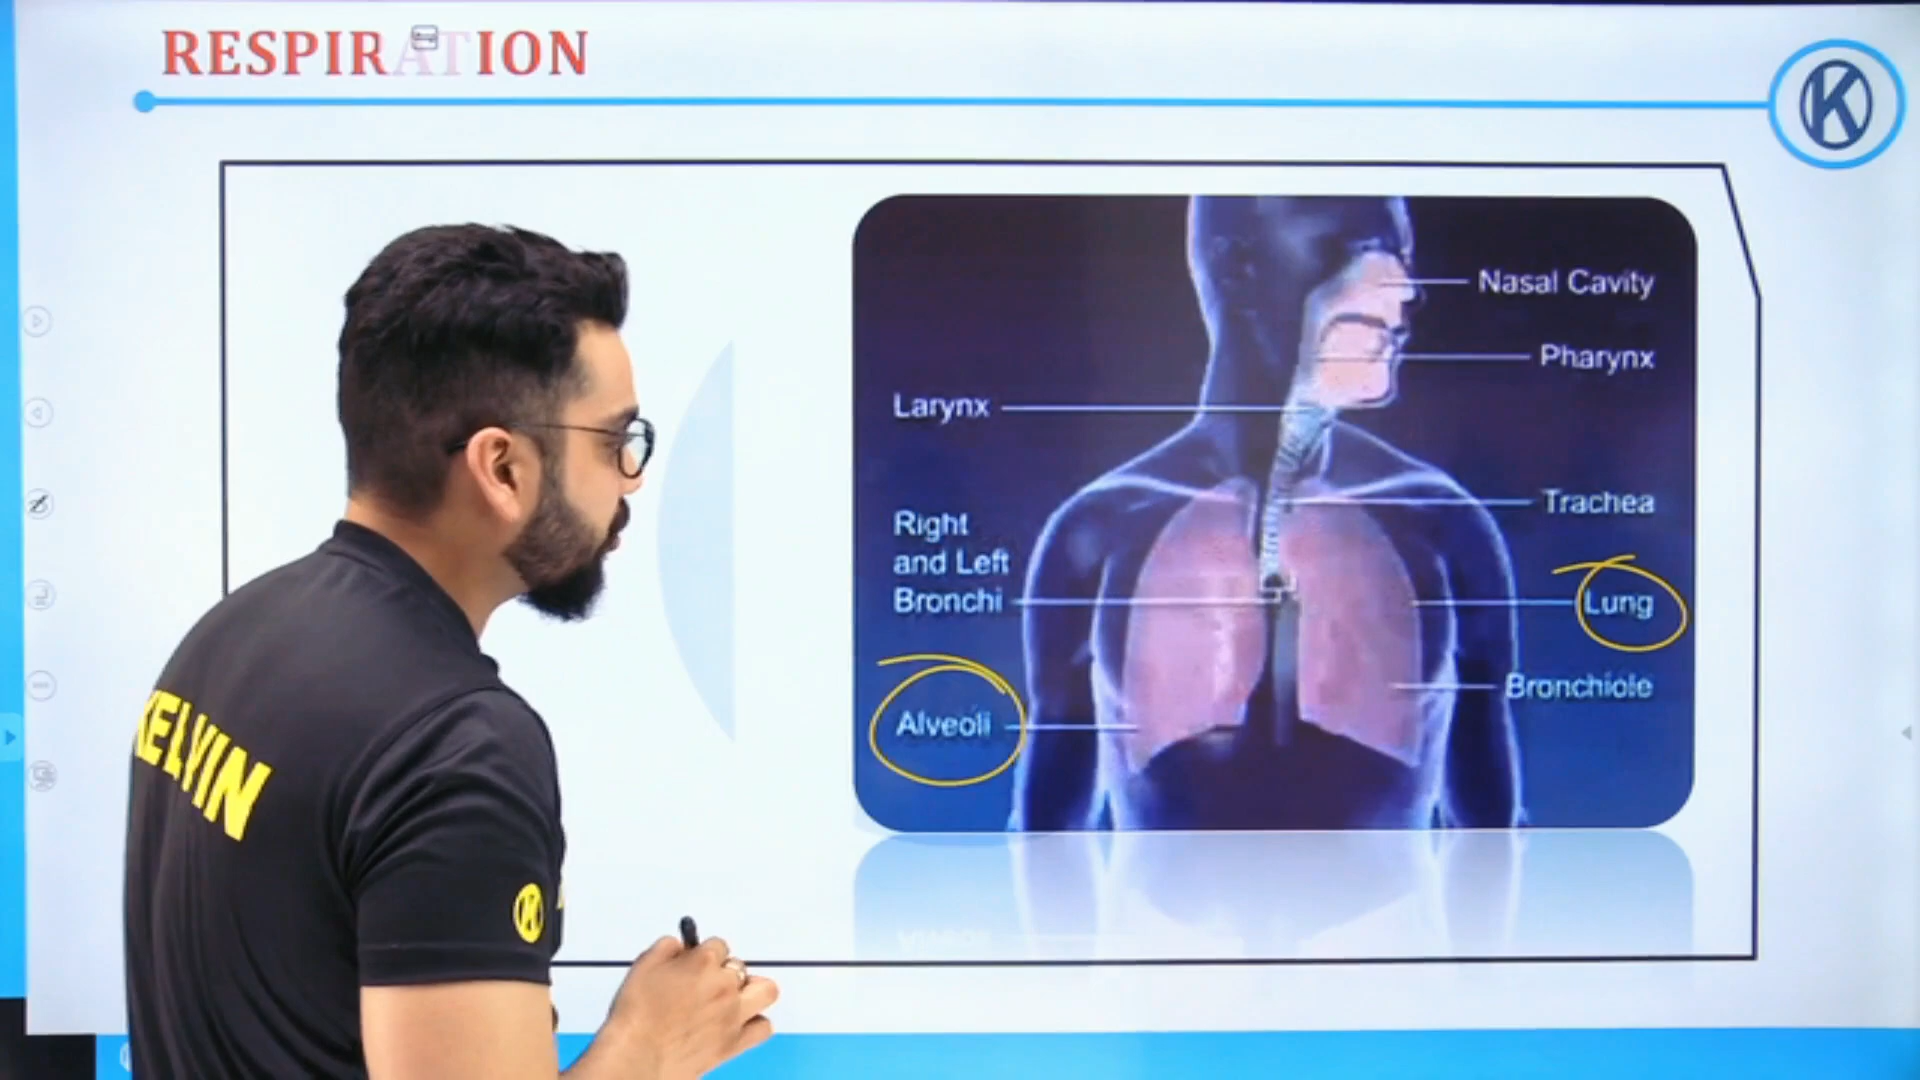 RESPIRATION
K
Nasal Cavity
Pharynx
Larynx
Trachea
Right
and Left
Bronchi
Lung
Bronchiole
Alveoli
KELVIN
K